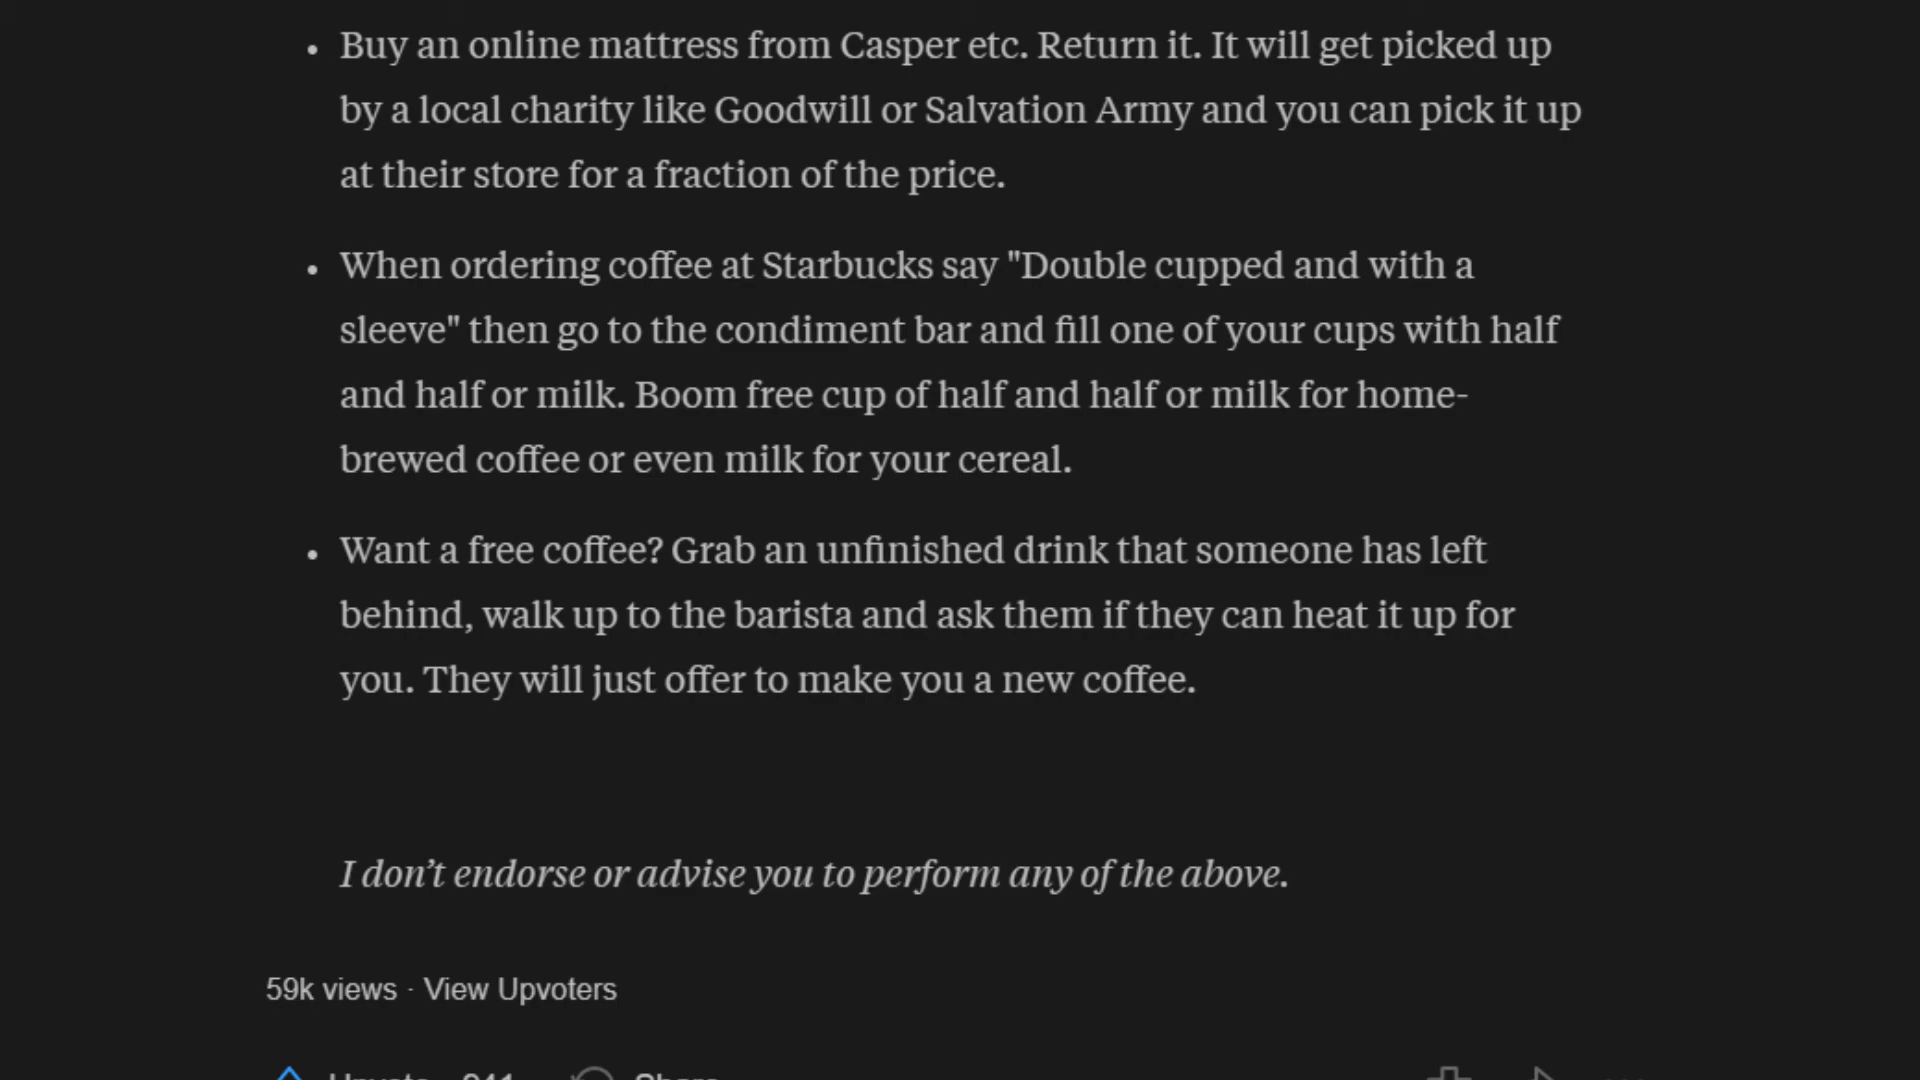 • Buy an online mattress from Casper etc. Return it. It will get picked up
by a local charity like Goodwill or Salvation Army and you can pick it up
at their store for a fraction of the price.
• When ordering coffee at Starbucks say "Double cupped and with a
sleeve" then go to the condiment bar and fill one of your cups with half
and half or milk. Boom free cup of half and half or milk for home-
brewed coffee or even milk for your cereal.
• Want a free coffee? Grab an unfinished drink that someone has left
behind, walk up to the barista and ask them if they can heat it up for
you. They will just offer to make you a new coffee.
I don’t endorse or advise you to perform any of the above.
59k views · View Upvoters